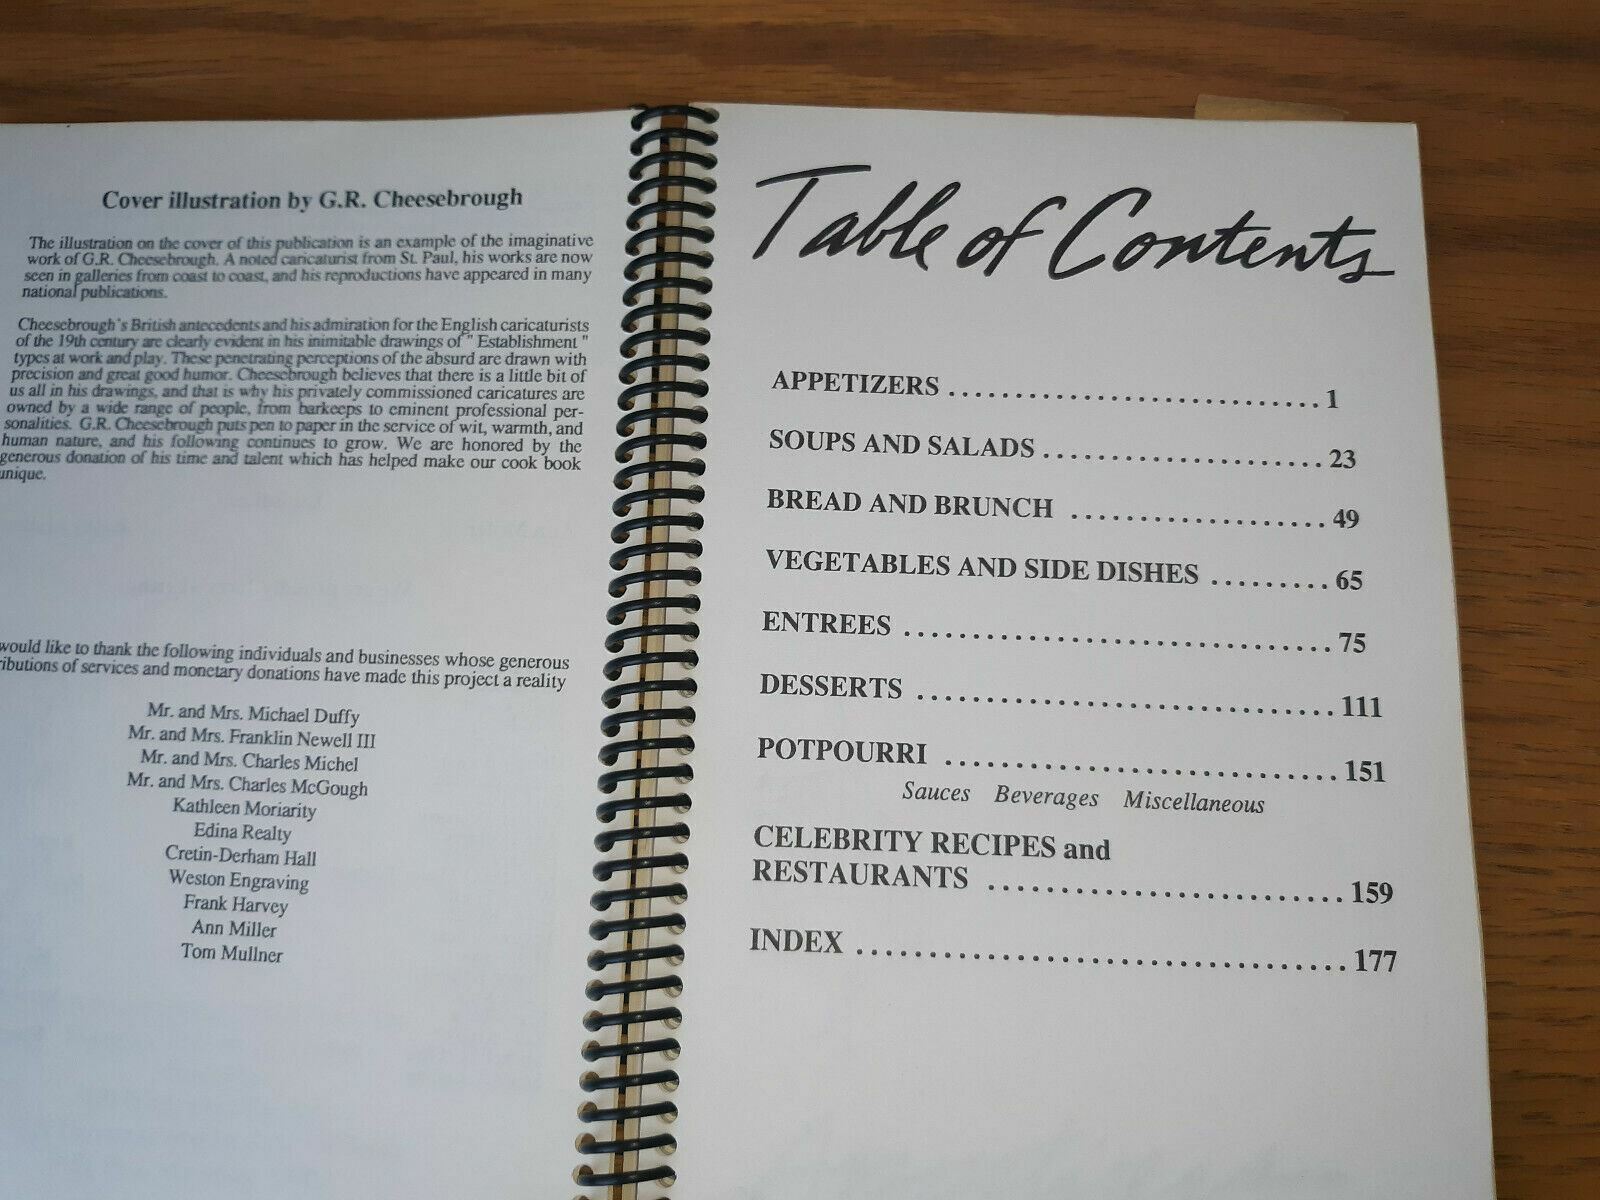 Cover illustration by G.R. Cheesebrough
The illustration on the cover of this publication is an example of the imaginative
work of G.R. Cheesebrough. A noted caricaturist from St. Paul, his works are now
seen in galleries from coast to coast, and his reproductions have appeared in many
national publications.
Cheesebrough's British antecedents and his admiration for the English caricaturists
of the 19th century are clearly evident in his inimitable drawings of " Establishment "
types at work and play. These penetrating perceptions of the absurd are drawn with
precision and great good humor. Cheesebrough believes that there is a little bit of
us all in his drawings, and that is why his privately commissioned caricatures are
owned by a wide range of people, from barkeeps to eminent professional per-
sonalities. G.R. Cheesebrough puts pen to paper in the service of wit, warmth, and
human nature, and his following continues to grow. We are honored by the
generous donation of his time and talent which has helped make our cook book
unique.
would like to thank the following individuals and businesses whose generous
ributions of services and monetary donations have made this project a reality
Mr. and Mrs. Michael Duffy
Mr. and Mrs. Franklin Newell III
Mr. and Mrs. Charles Michel
Mr. and Mrs. Charles McGough
Kathleen Moriarity
Edina Realty
Cretin-Derham Hall
Weston Engraving
Frank Harvey
Ann Miller
Tom Mullner
Table of Contents
APPETIZERS ............................. 1
SOUPS AND SALADS ...................... 23
BREAD AND BRUNCH .................... 49
VEGETABLES AND SIDE DISHES ......... 65
ENTREES ................................. 75
DESSERTS ................................ 111
POTPOURRI .............................. 151
Sauces Beverages Miscellaneous
CELEBRITY RECIPES and
RESTAURANTS ........................... 159
INDEX .................................... 177